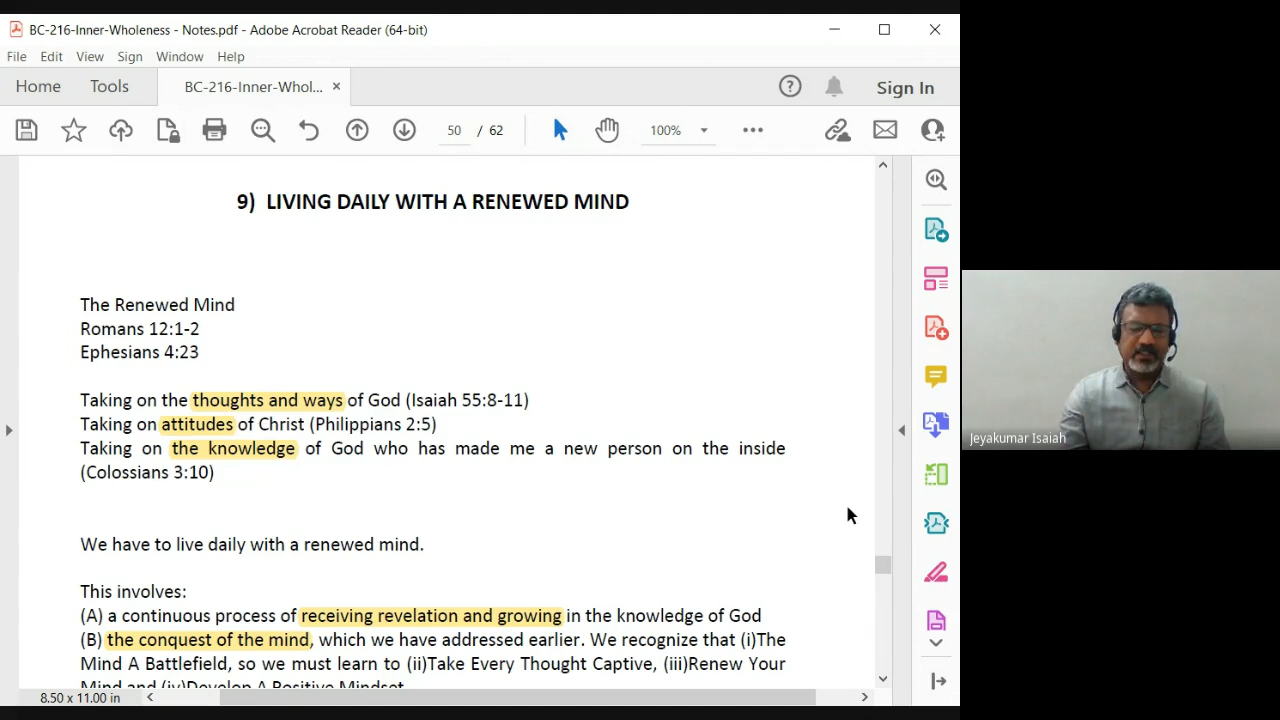 BC-216-Inner-Wholeness - Notes.pdf - Adobe Acrobat Reader (64-bit)
File Edit View Sign Window Help
Home Tools BC-216-Inner-Whol... × Sign In
50 / 62 100%
9) LIVING DAILY WITH A RENEWED MIND
The Renewed Mind
Romans 12:1-2
Ephesians 4:23
Taking on the thoughts and ways of God (Isaiah 55:8-11)
Taking on attitudes of Christ (Philippians 2:5)
Taking on the knowledge of God who has made me a new person on the inside
(Colossians 3:10)
We have to live daily with a renewed mind.
This involves:
(A) a continuous process of receiving revelation and growing in the knowledge of God
(B) the conquest of the mind, which we have addressed earlier. We recognize that (i)The
Mind A Battlefield, so we must learn to (ii)Take Every Thought Captive, (iii)Renew Your
Mind and (iv)Develop A Positive Mindset
8.50 x 11.00 in
Jeyakumar Isaiah